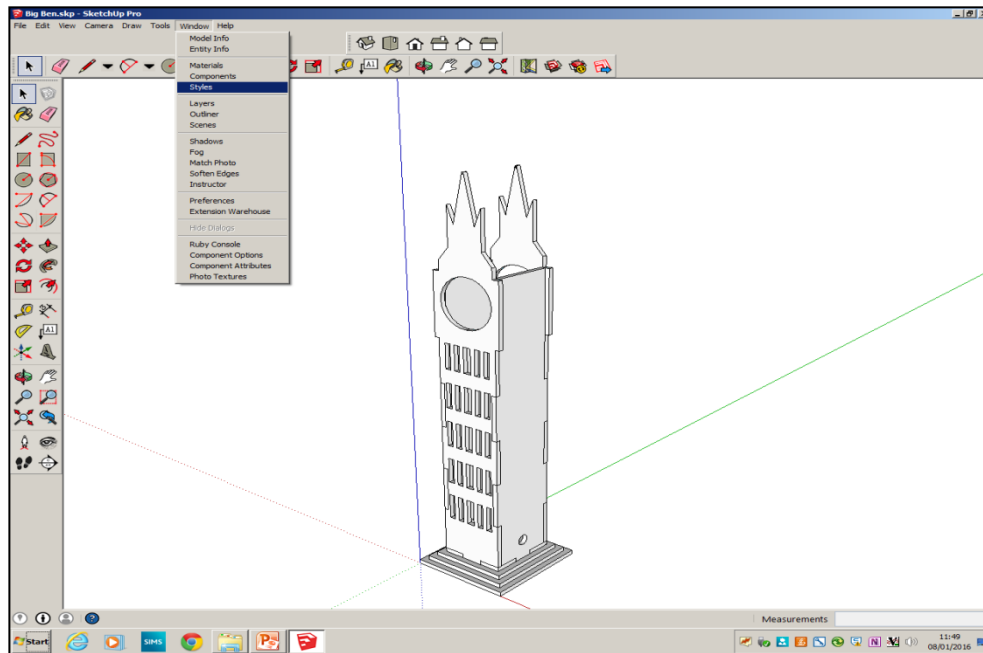 Big Ben.skp - SketchUp Pro
File Edit View Camera Draw Tools Window Help
Model Info
Entity Info
Materials
Components
Styles
Layers
Outliner
Scenes
Shadows
Fog
Match Photo
Soften Edges
Instructor
Preferences
Extension Warehouse
Hide Dialogs
Ruby Console
Component Options
Component Attributes
Photo Textures
A1
A1
Measurements
Start
SIMS
N
11:49
08/01/2016